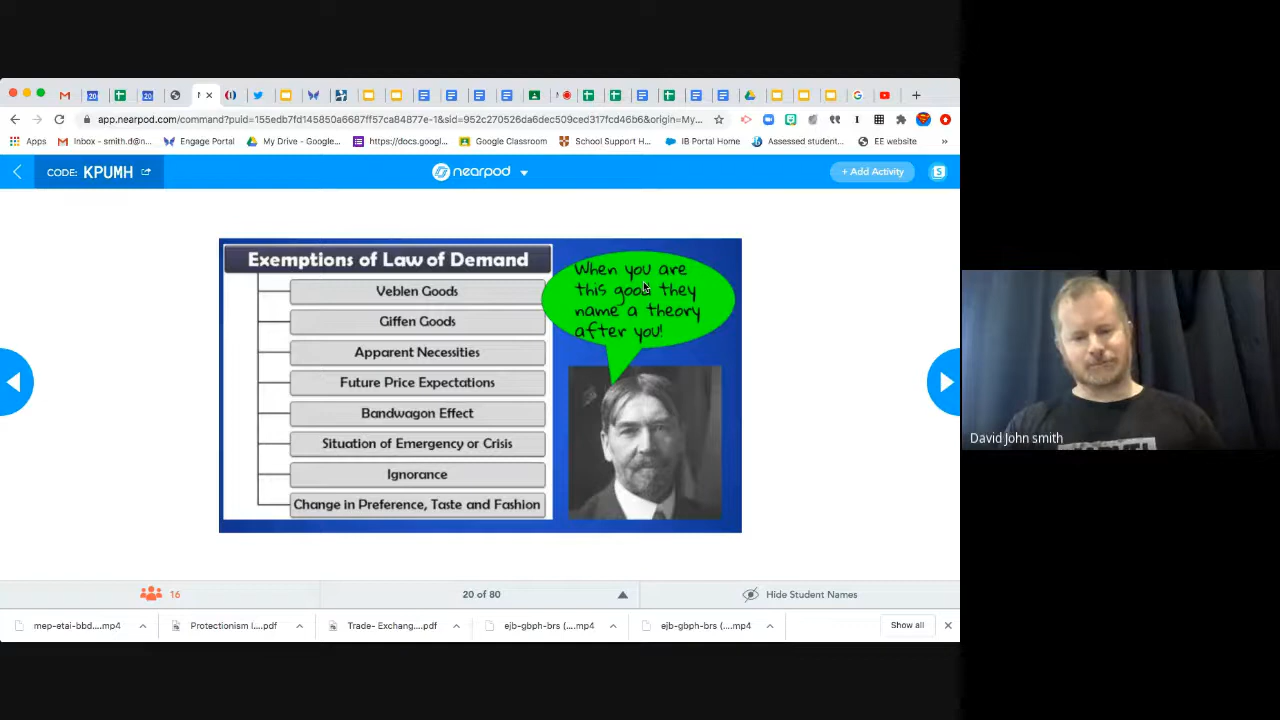 app.nearpod.com/command?puid=155edb7fd145850a6687ff57ca84877e-1&sid=952c270526da6dec509ced317fcd46b6&origin=My...
Apps Inbox - smith.d@n... Engage Portal My Drive - Google... https://docs.googl... Google Classroom School Support H... IB Portal Home Assessed student... EE website »
CODE: KPUMH nearpod + Add Activity S
Exemptions of Law of Demand
Veblen Goods
Giffen Goods
Apparent Necessities
Future Price Expectations
Bandwagon Effect
Situation of Emergency or Crisis
Ignorance
Change in Preference, Taste and Fashion
When you are
this good they
name a theory
after you!
David John smith
16 20 of 80 Hide Student Names
mep-etai-bbd....mp4 Protectionism (....pdf Trade- Exchang....pdf ejb-gbph-brs (....mp4 ejb-gbph-brs (....mp4 Show all